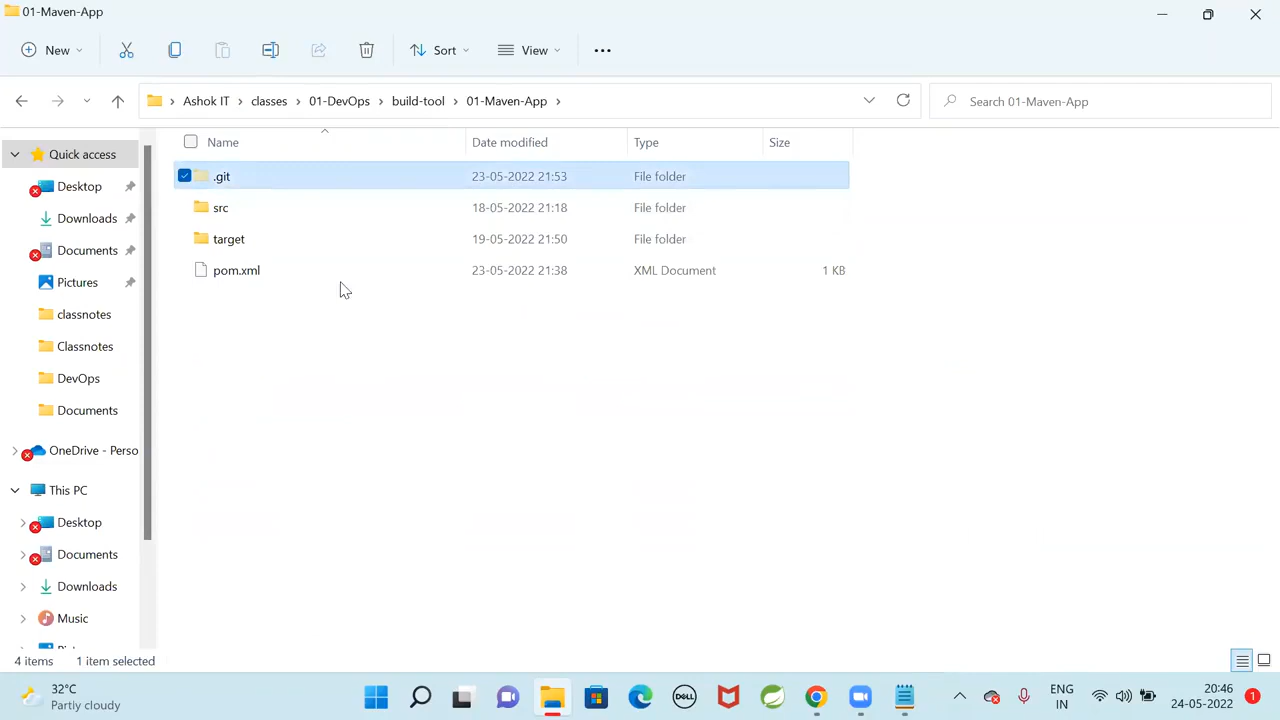 01-Maven-App
New
Sort
View
Ashok IT > classes > 01-DevOps > build-tool > 01-Maven-App >
Search 01-Maven-App
Name Date modified Type Size
.git 23-05-2022 21:53 File folder
src 18-05-2022 21:18 File folder
target 19-05-2022 21:50 File folder
pom.xml 23-05-2022 21:38 XML Document 1 KB
Quick access
Desktop
Downloads
Documents
Pictures
classnotes
Classnotes
DevOps
Documents
OneDrive - Perso
This PC
Desktop
Documents
Downloads
Music
4 items 1 item selected
32°C
Partly cloudy
DELL
ENG
IN
20:46
24-05-2022
1